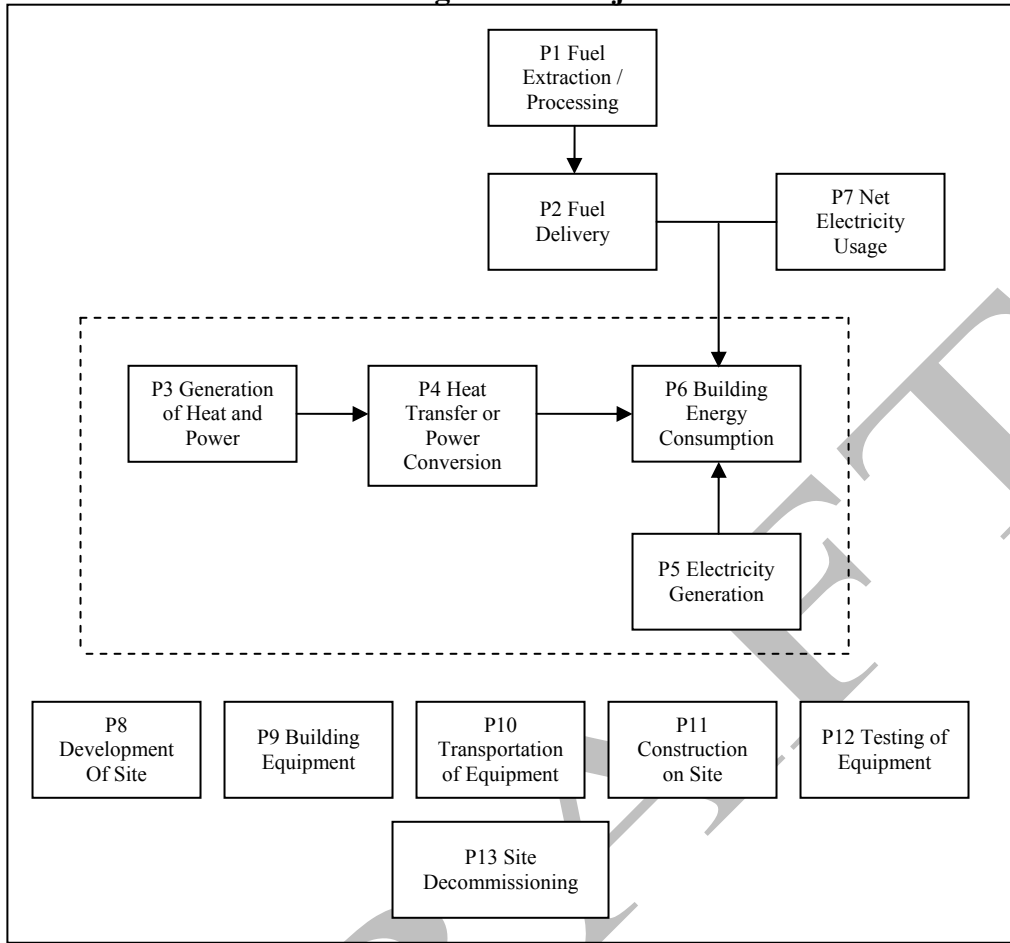 P1 Fuel
Extraction /
Processing
P2 Fuel
Delivery
P7 Net
Electricity
Usage
P3 Generation
of Heat and
Power
P4 Heat
Transfer or
Power
Conversion
P6 Building
Energy
Consumption
P5 Electricity
Generation
P8
Development
Of Site
P9 Building
Equipment
P10
Transportation
of Equipment
P11
Construction
on Site
P12 Testing of
Equipment
P13 Site
Decommissioning